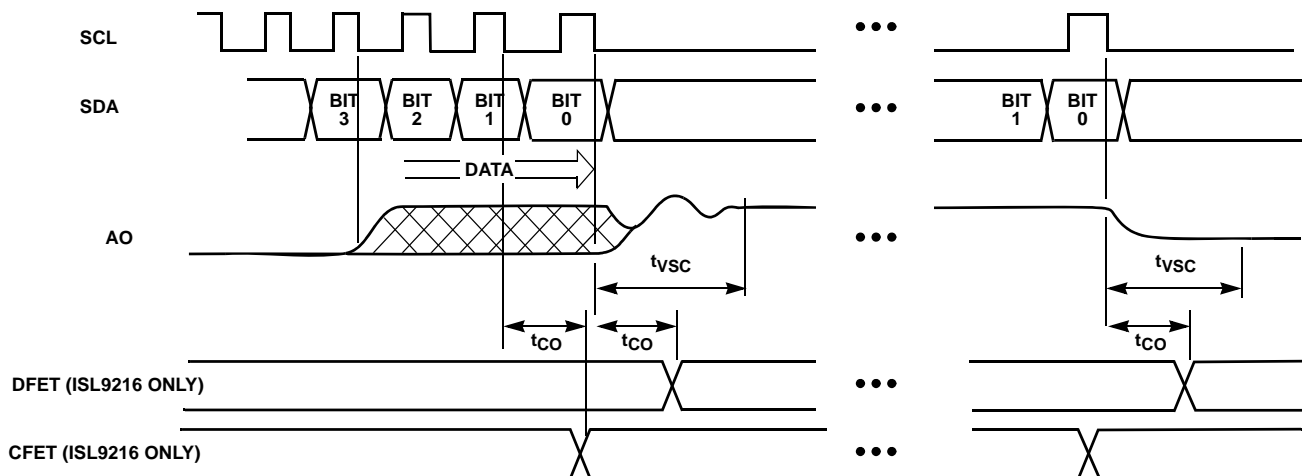 SCL
SDA
BIT
3
BIT
2
BIT
1
BIT
0
BIT
1
BIT
0
DATA
AO
tVSC
tVSC
tCO
tCO
tCO
DFET (ISL9216 ONLY)
CFET (ISL9216 ONLY)